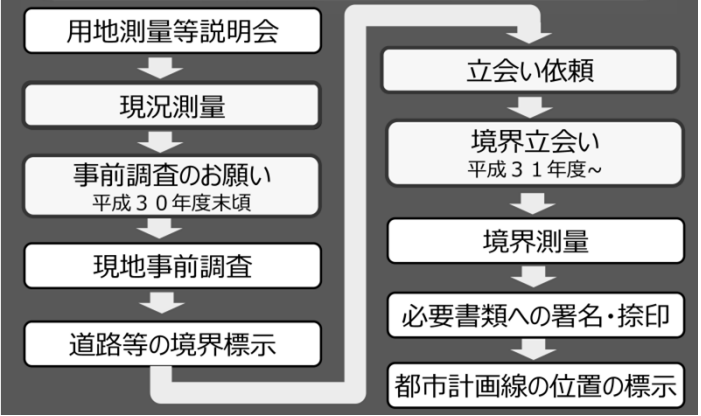 用地測量等説明会
現況測量
事前調査のお願い
平成３０年度末頃
現地事前調査
道路等の境界標示
立会い依頼
境界立会い
平成３１年度~
境界測量
必要書類への署名・捺印
都市計画線の位置の標示